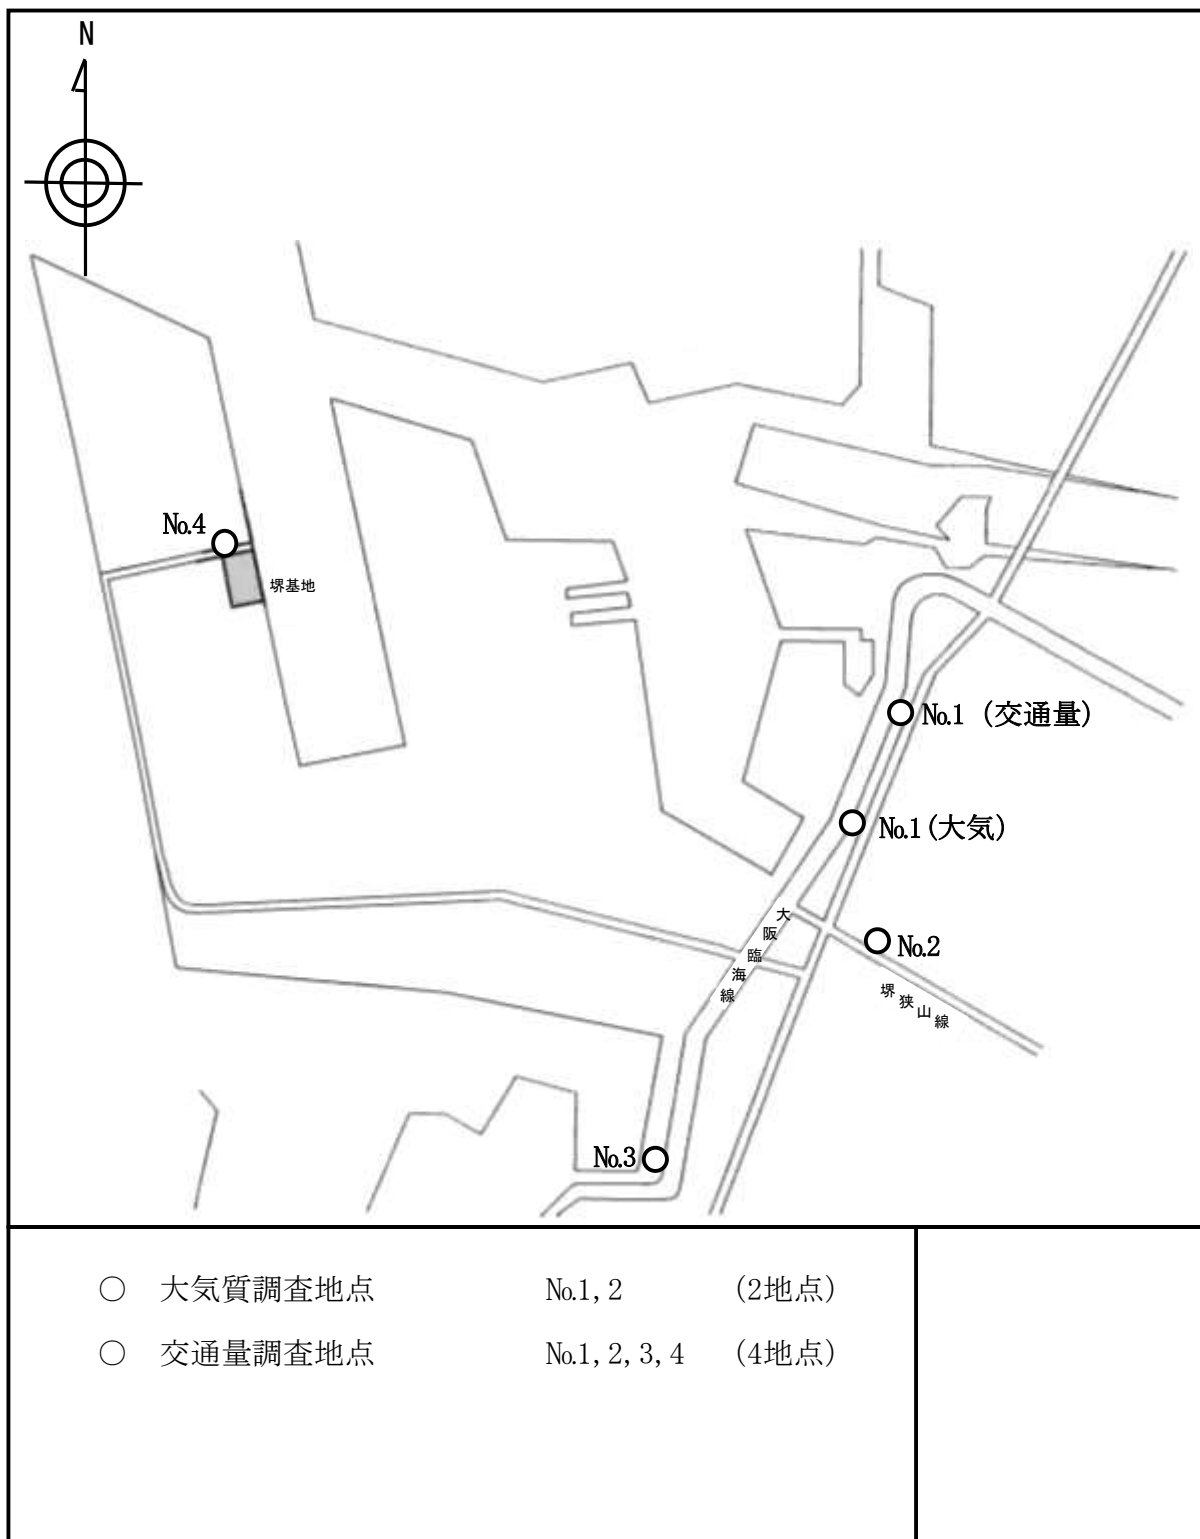 N
No.4
堺基地
No.1 (交通量)
No.1(大気)
大阪臨海線
No.2
堺狭山線
No.3
○ 大気質調査地点 No.1,2 (2地点)
○ 交通量調査地点 No.1,2,3,4 (4地点)